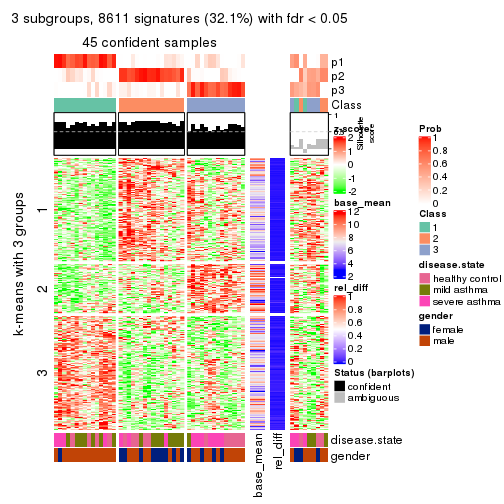 3 subgroups, 8611 signatures (32.1%) with fdr < 0.05
45 confident samples
p1
p2
p3
Class
1
0.5
0
Silhouette
score
k-means with 3 groups
1
2
3
z-score
2
1
0
-1
-2
base_mean
12
10
8
6
4
2
rel_diff
1
0.8
0.6
0.4
0.2
0
Status (barplots)
confident
ambiguous
Prob
1
0.8
0.6
0.4
0.2
0
Class
1
2
3
disease.state
healthy control
mild asthma
severe asthma
gender
female
male
disease.state
gender
base_mean
rel_diff